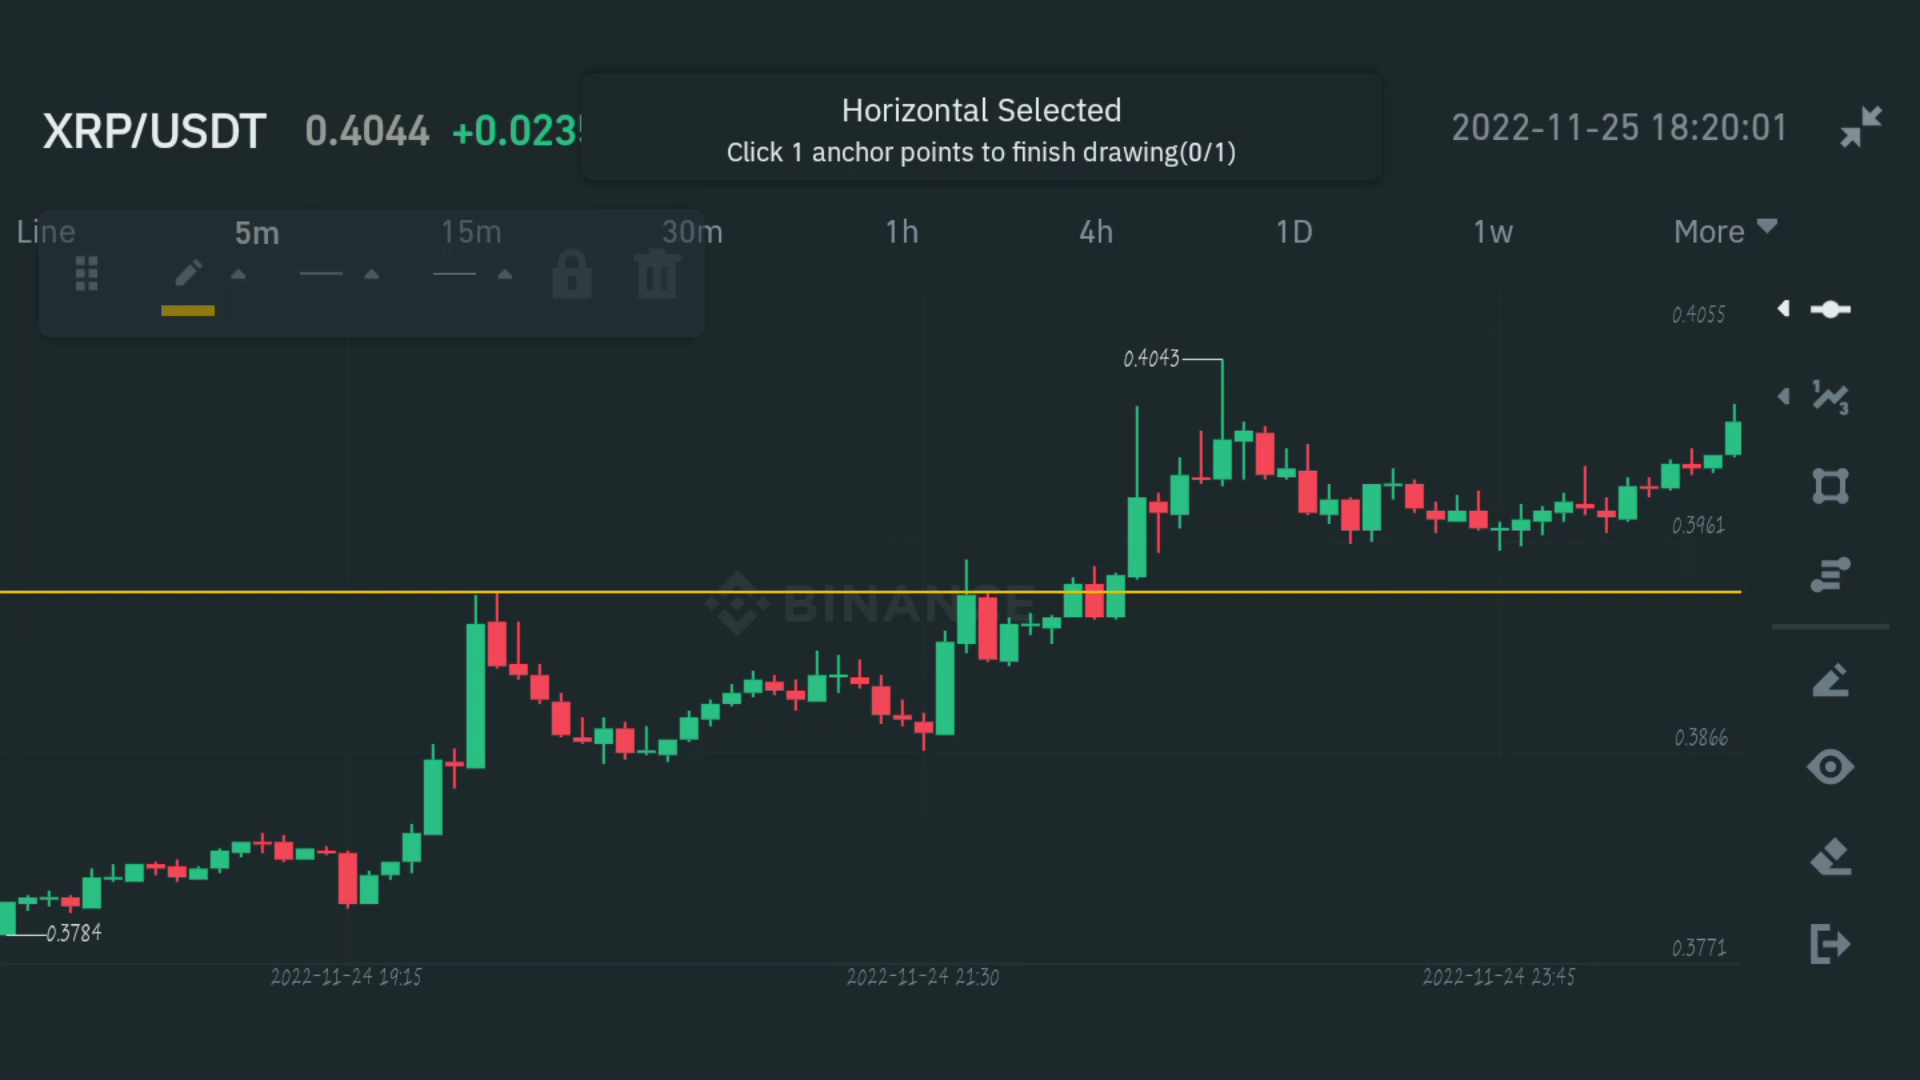 XRP/USDT 0.4044 +0.023
Horizontal Selected
Click 1 anchor points to finish drawing(0/1)
2022-11-25 18:20:01
Line 5m 15m 30m 1h 4h 1D 1w More
0.4055
0.4043
0.3961
BINANCE
0.3866
0.3784
0.3771
2022-11-24 19:15 2022-11-24 21:30 2022-11-24 23:45